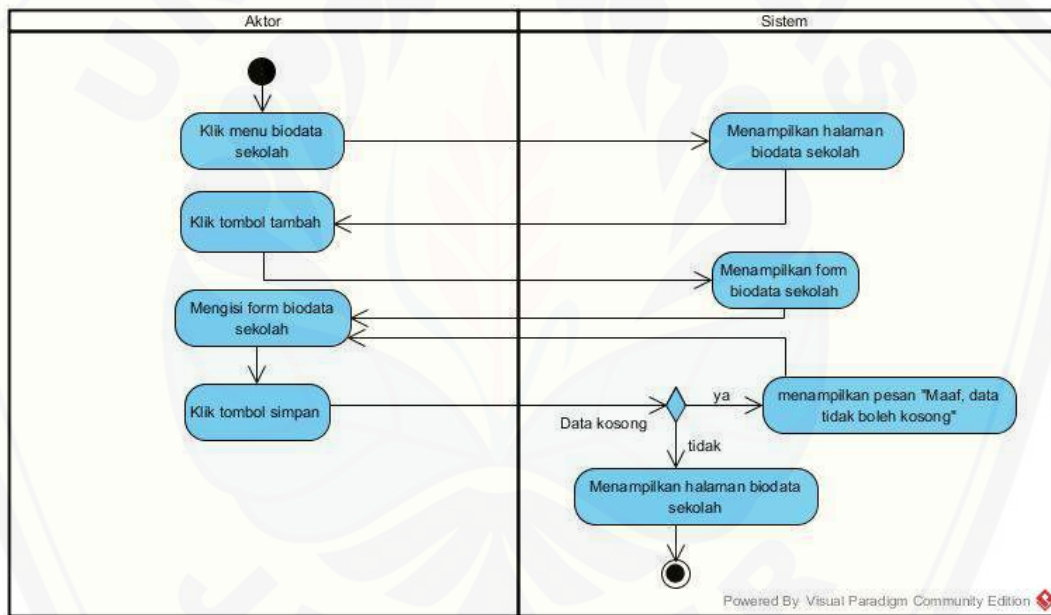 Aktor
Sistem
Klik menu biodata
sekolah
Menampilkan halaman
biodata sekolah
Klik tombol tambah
Menampilkan form
biodata sekolah
Mengisi form biodata
sekolah
Klik tombol simpan
Data kosong
ya
menampilkan pesan "Maaf, data
tidak boleh kosong"
tidak
Menampilkan halaman biodata
sekolah
Powered By Visual Paradigm Community Edition